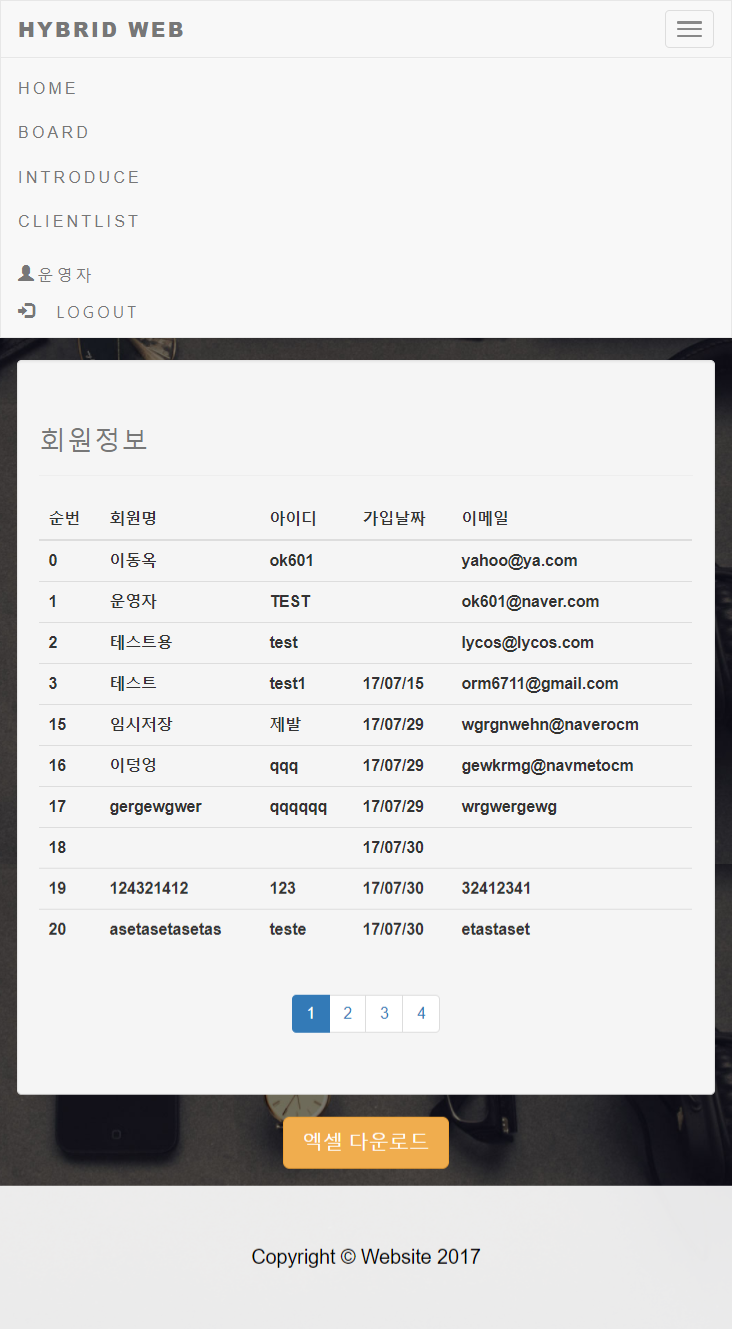 HYBRID WEB
HOME
BOARD
INTRODUCE
CLIENTLIST
운영자
LOGOUT
회원정보
순번 회원명 아이디 가입날짜 이메일
0 이동옥 ok601 yahoo@ya.com
1 운영자 TEST ok601@naver.com
2 테스트용 test lycos@lycos.com
3 테스트 test1 17/07/15 orm6711@gmail.com
15 임시저장 제발 17/07/29 wgrgnwehn@naverocm
16 이덩엉 qqq 17/07/29 gewkrmg@navmetocm
17 gergewgwer qqqqqq 17/07/29 wrgwergewg
18 17/07/30
19 124321412 123 17/07/30 32412341
20 asetasetasetas teste 17/07/30 etastaset
1 2 3 4
엑셀 다운로드
Copyright © Website 2017